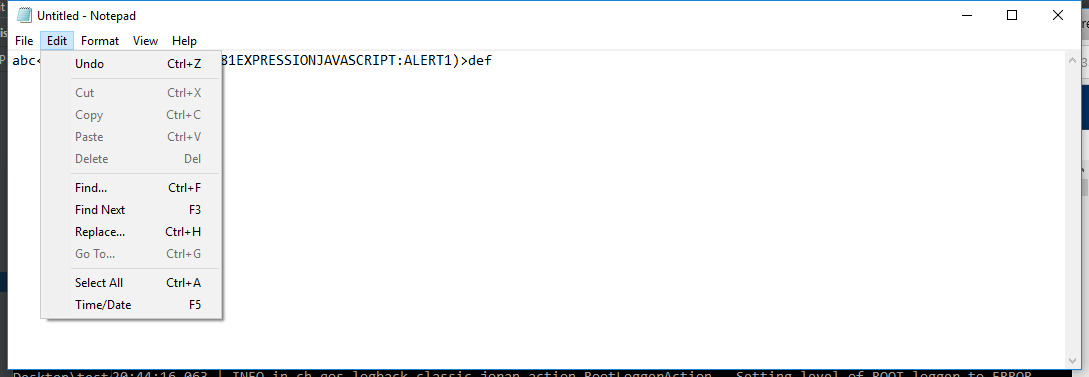 Untitled - Notepad
File Edit Format View Help
abc< 81EXPRESSIONJAVASCRIPT:ALERT1)>def
Undo Ctrl+Z
Cut Ctrl+X
Copy Ctrl+C
Paste Ctrl+V
Delete Del
Find... Ctrl+F
Find Next F3
Replace... Ctrl+H
Go To... Ctrl+G
Select All Ctrl+A
Time/Date F5
Desktop\test 20:44:16,063 | INFO in ch.qos.logback.classic.joran.action.RootLoggerAction - Setting level of ROOT logger to ERROR